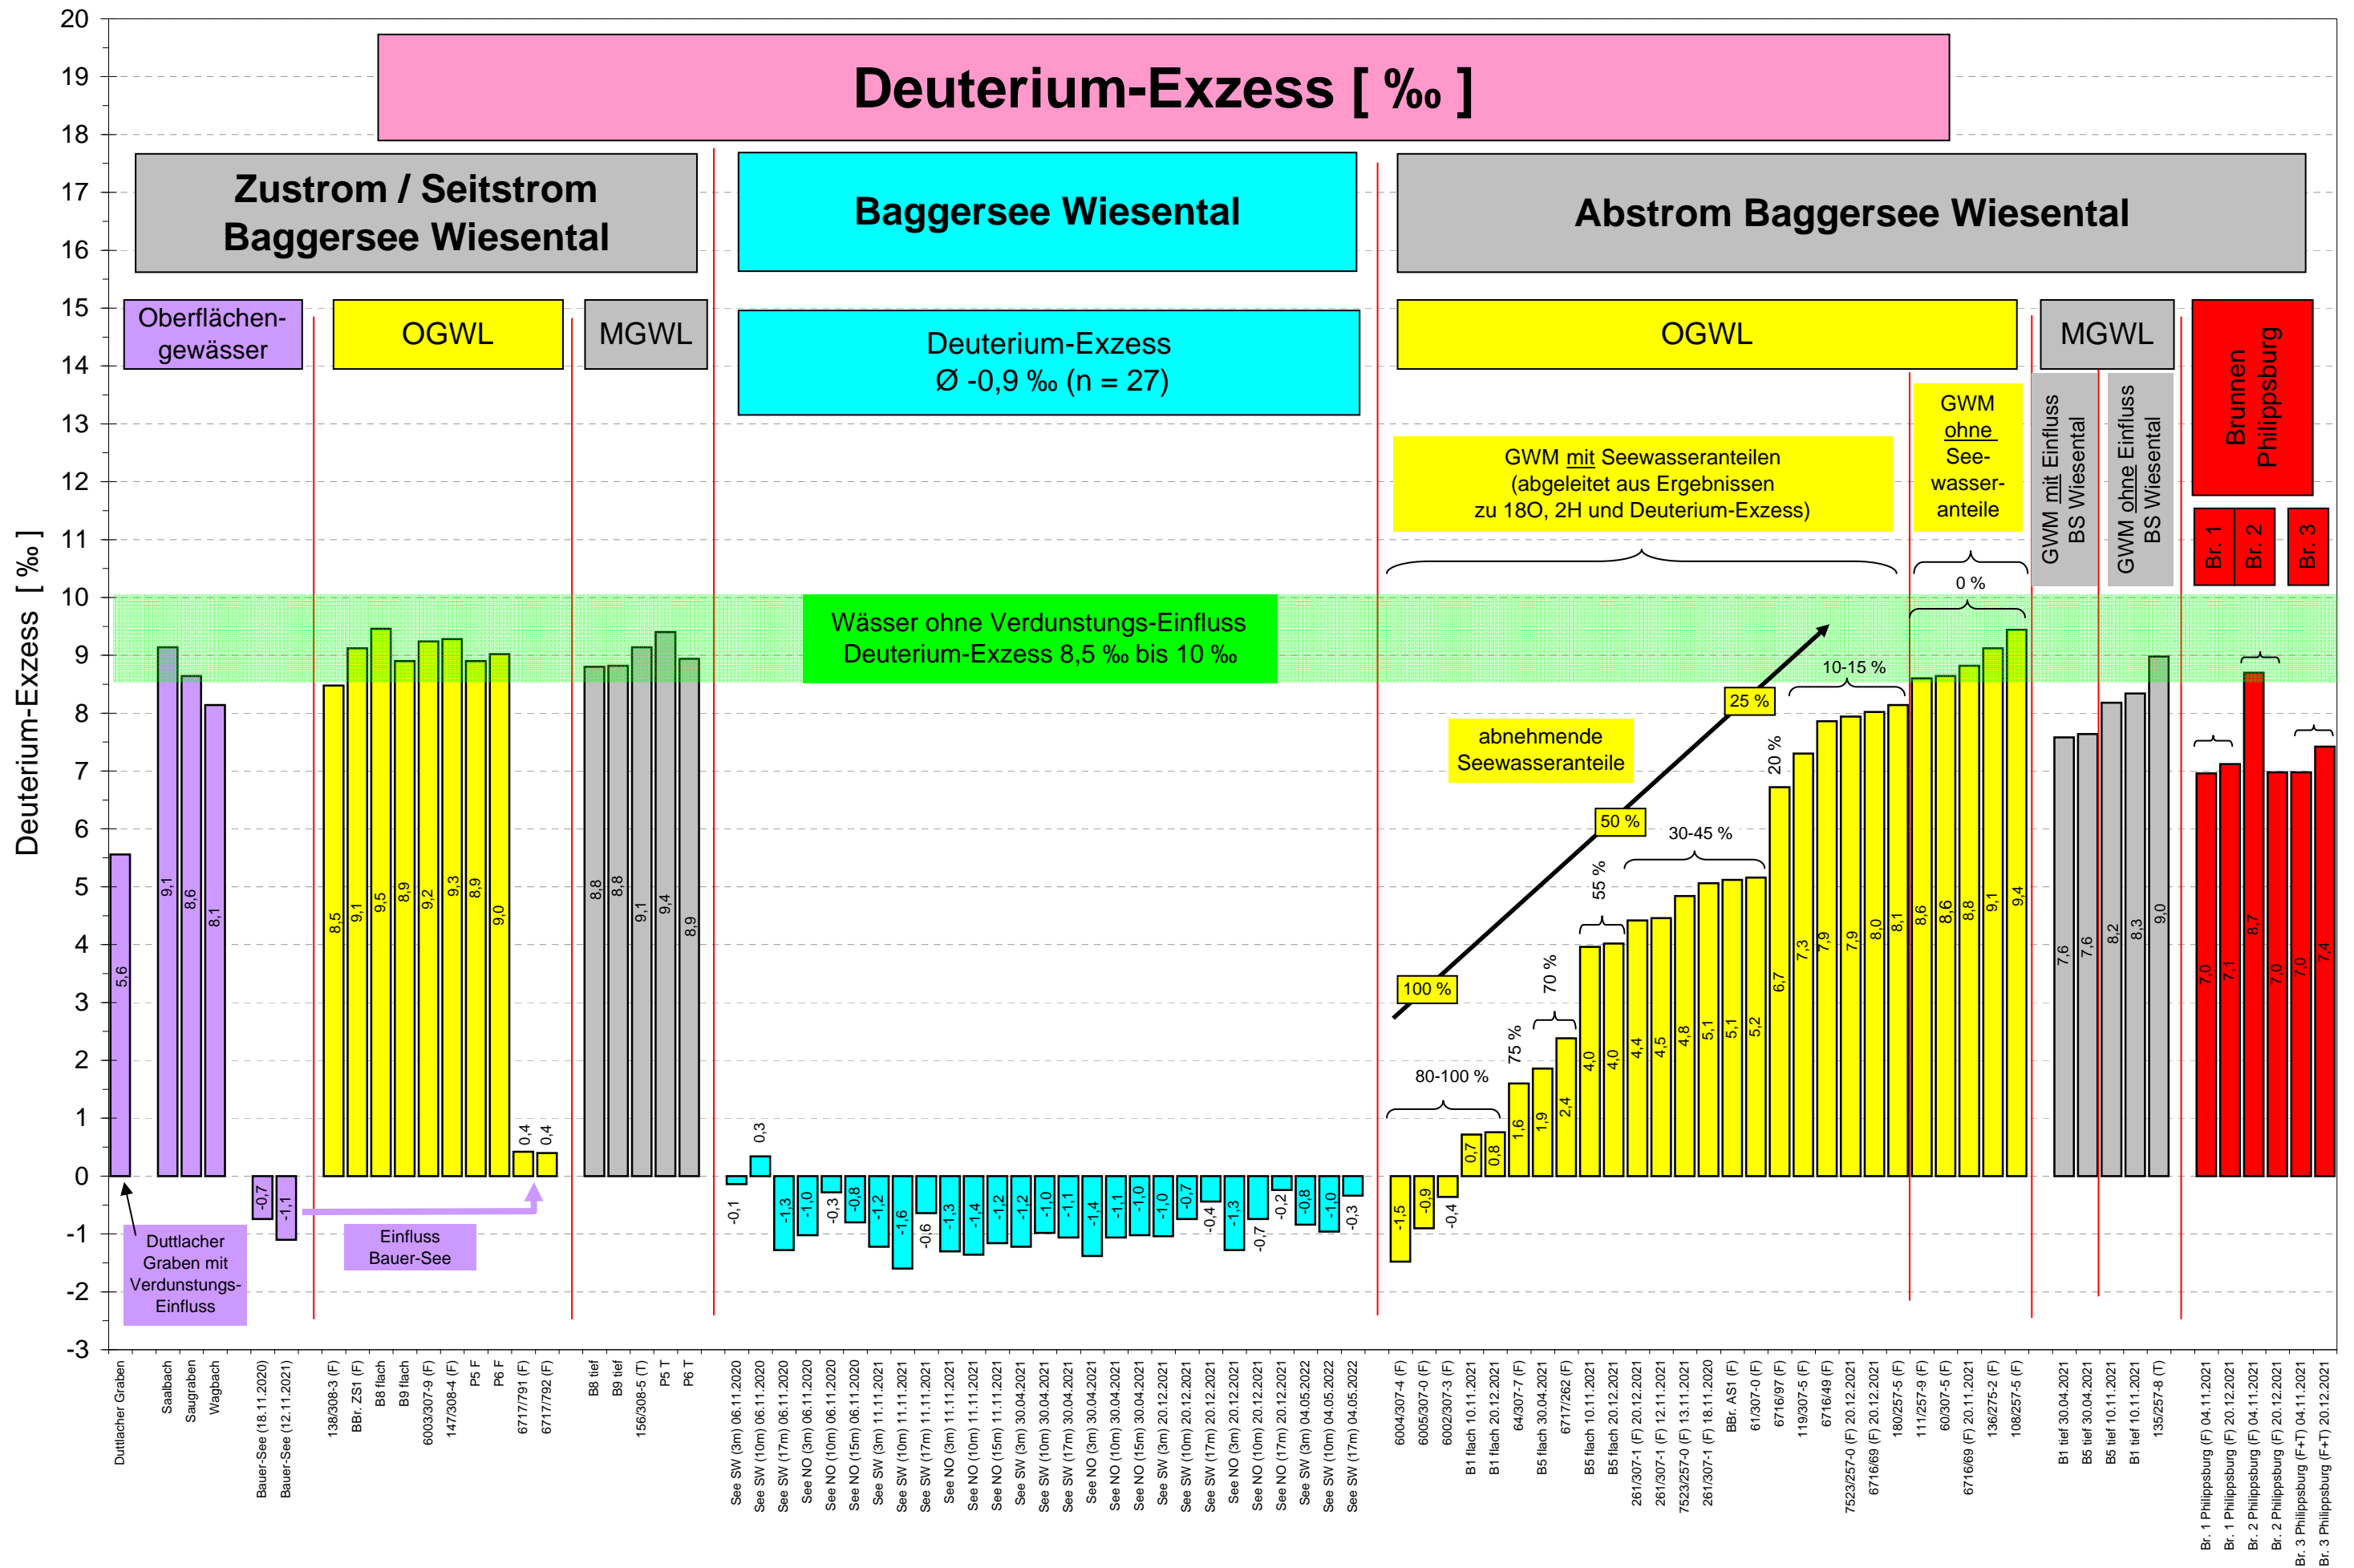 Deuterium-Exzess [ ‰ ]
Zustrom / Seitstrom
Baggersee Wiesental
Baggersee Wiesental
Abstrom Baggersee Wiesental
Oberflächen-
gewässer
OGWL
MGWL
Deuterium-Exzess
Ø -0,9 ‰ (n = 27)
OGWL
MGWL
Brunnen
Philippsburg
GWM mit Seewasseranteilen
(abgeleitet aus Ergebnissen
zu 18O, 2H und Deuterium-Exzess)
GWM
ohne
See-
wasser-
anteile
GWM mit Einfluss
BS Wiesental
GWM ohne Einfluss
BS Wiesental
Br. 1
Br. 2
Br. 3
Wässer ohne Verdunstungs-Einfluss
Deuterium-Exzess 8,5 ‰ bis 10 ‰
abnehmende
Seewasseranteile
100 %
50 %
25 %
80-100 %
75 %
70 %
55 %
30-45 %
20 %
10-15 %
0 %
Duttlacher
Graben mit
Verdunstungs-
Einfluss
Einfluss
Bauer-See
Deuterium-Exzess [ ‰ ]
20
19
18
17
16
15
14
13
12
11
10
9
8
7
6
5
4
3
2
1
0
-1
-2
-3
5,6
9,1
8,6
8,1
-0,7
-1,1
8,5
9,1
9,5
8,9
9,2
9,3
8,9
9,0
0,4
0,4
8,8
8,8
9,1
9,4
8,9
-0,1
0,3
-1,3
-1,0
-0,3
-0,8
-1,2
-1,6
-0,6
-1,3
-1,4
-1,2
-1,2
-1,0
-1,1
-1,4
-1,1
-1,0
-1,0
-0,7
-0,4
-1,3
-0,7
-0,2
-0,8
-1,0
-0,3
-1,5
-0,9
-0,4
0,7
0,8
1,6
1,9
2,4
4,0
4,0
4,4
4,5
4,8
5,1
5,1
5,2
6,7
7,3
7,9
7,9
8,0
8,1
8,6
8,6
8,8
9,1
9,4
7,6
7,6
8,2
8,3
9,0
7,0
7,1
8,7
7,0
7,0
7,4
Duttlacher Graben
Saalbach
Saugraben
Wagbach
Bauer-See (18.11.2020)
Bauer-See (12.11.2021)
138/3008-3 (F)
BBr. ZS1 (F)
B8 flach
B9 flach
6003/307-9 (F)
147/308-4 (F)
P5 F
P6 F
6717/791 (F)
6717/792 (F)
B8 tief
B9 tief
156/308-5 (T)
P5 T
P6 T
See SW (3m) 06.11.2020
See SW (10m) 06.11.2020
See SW (17m) 06.11.2020
See NO (3m) 06.11.2020
See NO (10m) 06.11.2020
See NO (15m) 06.11.2020
See SW (3m) 11.11.2021
See SW (10m) 11.11.2021
See SW (17m) 11.11.2021
See NO (3m) 11.11.2021
See NO (10m) 11.11.2021
See NO (15m) 11.11.2021
See SW (3m) 30.04.2021
See SW (10m) 30.04.2021
See SW (17m) 30.04.2021
See NO (3m) 30.04.2021
See NO (10m) 30.04.2021
See NO (15m) 30.04.2021
See SW (3m) 20.12.2021
See SW (10m) 20.12.2021
See SW (17m) 20.12.2021
See NO (3m) 20.12.2021
See NO (10m) 20.12.2021
See NO (17m) 20.12.2021
See SW (3m) 04.05.2022
See SW (10m) 04.05.2022
See SW (17m) 04.05.2022
6004/307-4 (F)
6005/307-0 (F)
6002/307-3 (F)
B1 flach 10.11.2021
B1 flach 20.12.2021
64/307-7 (F)
B5 flach 30.04.2021
6717/262 (F)
B5 flach 10.11.2021
B5 flach 20.12.2021
261/307-1 (F) 20.12.2021
261/307-1 (F) 12.11.2021
7523/257-0 (F) 13.11.2021
261/307-1 (F) 18.11.2020
BBr. AS1 (F)
61/307-0 (F)
6716/97 (F)
119/307-5 (F)
6716/49 (F)
7523/257-0 (F) 20.12.2021
6716/69 (F) 20.12.2021
180/257-5 (F)
111/257-9 (F)
60/307-5 (F)
6716/69 (F) 20.11.2021
136/275-2 (F)
108/257-5 (F)
B1 tief 30.04.2021
B5 tief 30.04.2021
B5 tief 10.11.2021
B1 tief 10.11.2021
135/257-8 (T)
Br. 1 Philippsburg (F) 04.11.2021
Br. 1 Philippsburg (F) 20.12.2021
Br. 2 Philippsburg (F) 04.11.2021
Br. 2 Philippsburg (F) 20.12.2021
Br. 3 Philippsburg (F+T) 04.11.2021
Br. 3 Philippsburg (F+T) 20.12.2021